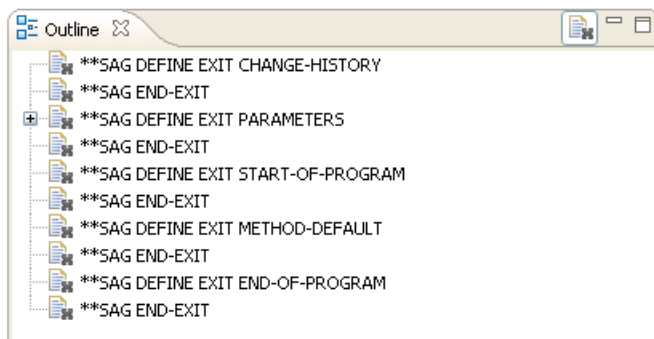 Outline
**SAG DEFINE EXIT CHANGE-HISTORY
**SAG END-EXIT
**SAG DEFINE EXIT PARAMETERS
**SAG END-EXIT
**SAG DEFINE EXIT START-OF-PROGRAM
**SAG END-EXIT
**SAG DEFINE EXIT METHOD-DEFAULT
**SAG END-EXIT
**SAG DEFINE EXIT END-OF-PROGRAM
**SAG END-EXIT